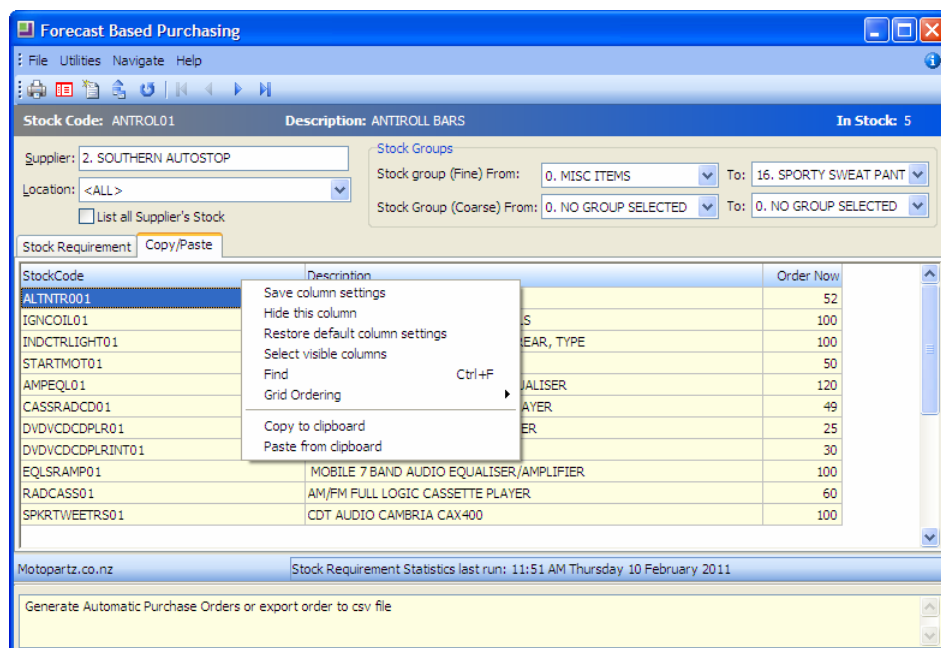 Forecast Based Purchasing
File Utilities Navigate Help
Stock Code: ANTROL01 Description: ANTIROLL BARS In Stock: 5
Stock Groups
Supplier: 2. SOUTHERN AUTOSTOP
Stock group (Fine) From: 0. MISC ITEMS To: 16. SPORTY SWEAT PANT
Location: <ALL>
Stock Group (Coarse) From: 0. NO GROUP SELECTED To: 0. NO GROUP SELECTED
List all Supplier's Stock
Stock Requirement Copy/Paste
StockCode Description Order Now
ALTNTR001 52
IGNCOIL01 LS 100
INDCTRLIGHT01 REAR, TYPE 100
STARTMOT01 50
AMPEQL01 UALISER 120
CASSRADCD01 AYER 49
DVDVCDCDPLR01 ER 25
DVDVCDCDPLRINT01 30
EQLSRAMP01 MOBILE 7 BAND AUDIO EQUALISER/AMPLIFIER 100
RADCASS01 AM/FM FULL LOGIC CASSETTE PLAYER 60
SPKRTWEETRS01 CDT AUDIO CAMBRIA CAX400 100
Save column settings
Hide this column
Restore default column settings
Select visible columns
Find Ctrl+F
Grid Ordering
Copy to clipboard
Paste from clipboard
Motopartz.co.nz Stock Requirement Statistics last run: 11:51 AM Thursday 10 February 2011
Generate Automatic Purchase Orders or export order to csv file